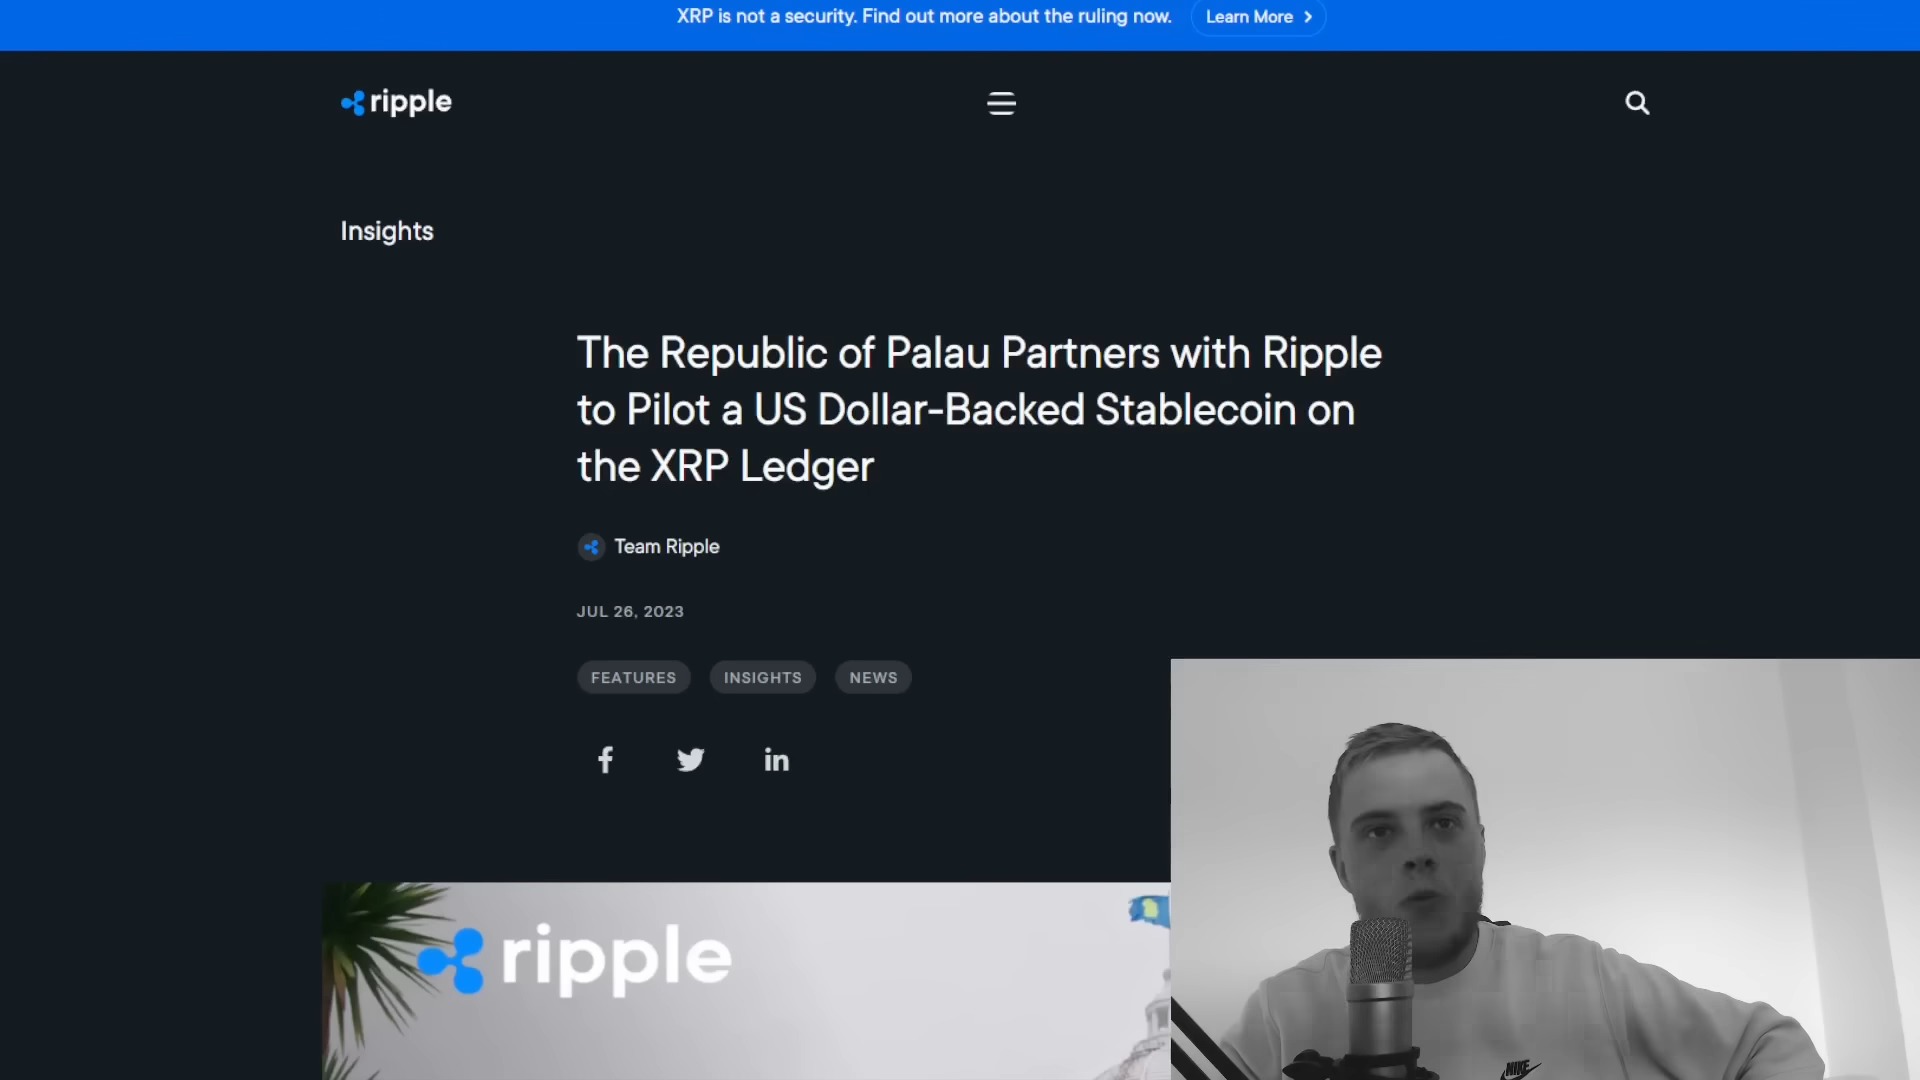 XRP is not a security. Find out more about the ruling now. Learn More
ripple
Insights
The Republic of Palau Partners with Ripple
to Pilot a US Dollar-Backed Stablecoin on
the XRP Ledger
Team Ripple
JUL 26, 2023
FEATURES INSIGHTS NEWS
f in
ripple
NIKE